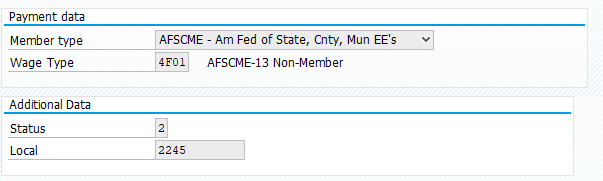 Payment data
Member type AFSCME - Am Fed of State, Cnty, Mun EE's
Wage Type 4F01 AFSCME-13 Non-Member
Additional Data
Status 2
Local 2245